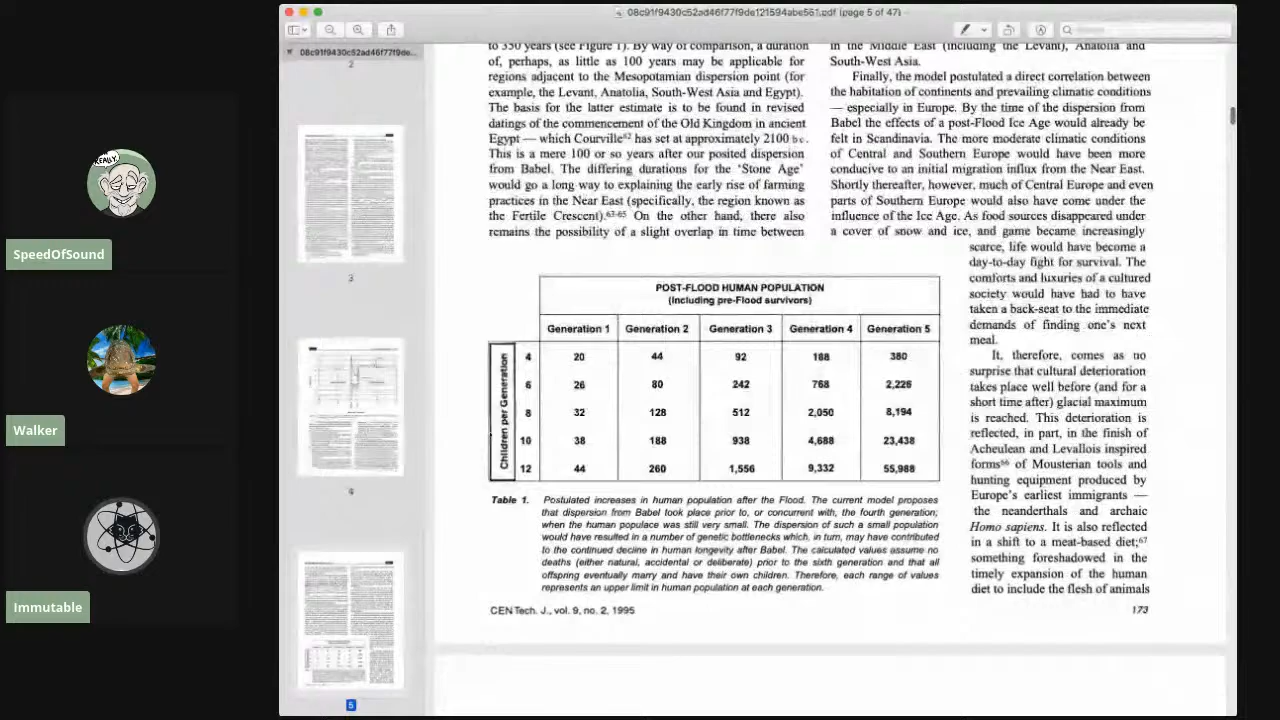 08c91f9430c52ad46f77f9de121594abe561.pdf (page 5 of 47)
Search
08c91f9430c52ad46f77f9de...
2
3
4
5
REALLY.
SpeedOfSound
Walker
Immutable
to 350 years (see Figure 1). By way of comparison, a duration
of, perhaps, as little as 100 years may be applicable for
regions adjacent to the Mesopotamian dispersion point (for
example, the Levant, Anatolia, South-West Asia and Egypt).
The basis for the latter estimate is to be found in revised
datings of the commencement of the Old Kingdom in ancient
Egypt — which Courville⁶² has set at approximately 2100 bc.
This is a mere 100 or so years after our posited dispersion
from Babel. The differing durations for the ‘Stone Age’
would go a long way to explaining the early rise of farming
practices in the Near East (specifically, the region known as
the Fertile Crescent).⁶³⁻⁶⁵ On the other hand, there also
remains the possibility of a slight overlap in time between
in the Middle East (including the Levant), Anatolia and
South-West Asia.
Finally, the model postulated a direct correlation between
the habitation of continents and prevailing climatic conditions
— especially in Europe. By the time of the dispersion from
Babel the effects of a post-Flood Ice Age would already be
felt in Scandinavia. The more moderate climatic conditions
of Central and Southern Europe would have been more
conducive to an initial migration influx from the Near East.
Shortly thereafter, however, much of Central Europe and even
parts of Southern Europe would also have come under the
influence of the Ice Age. As food sources disappeared under
a cover of snow and ice, and game became increasingly
scarce, life would have become a
day-to-day fight for survival. The
comforts and luxuries of a cultured
society would have had to have
taken a back-seat to the immediate
demands of finding one’s next
meal.
It, therefore, comes as no
surprise that cultural deterioration
takes place well before (and for a
short time after) glacial maximum
is reached. This deterioration is
reflected, in part, in the finish of
Acheulean and Levallois inspired
forms⁶⁶ of Mousterian tools and
hunting equipment produced by
Europe’s earliest immigrants —
the neanderthals and archaic
Homo sapiens. It is also reflected
in a shift to a meat-based diet;⁶⁷
something foreshadowed in the
timely expansion of the human
diet to include the flesh of animals
POST-FLOOD HUMAN POPULATION
(Including pre-Flood survivors)
Generation 1 Generation 2 Generation 3 Generation 4 Generation 5
Children per Generation
4 20 44 92 188 380
6 26 80 242 768 2,226
8 32 128 512 2,050 8,194
10 38 188 938 4,688 23,438
12 44 260 1,556 9,332 55,988
Table 1. Postulated increases in human population after the Flood. The current model proposes
that dispersion from Babel took place prior to, or concurrent with, the fourth generation;
when the human populace was still very small. The dispersion of such a small population
would have resulted in a number of genetic bottlenecks which, in turn, may have contributed
to the continued decline in human longevity after Babel. The calculated values assume no
deaths (either natural, accidental or deliberate) prior to the sixth generation and that all
offspring eventually marry and have their own children. Therefore, each range of values
represents an upper limit in human population at each generation.
CEN Tech. J., vol. 9, no. 2, 1995
173